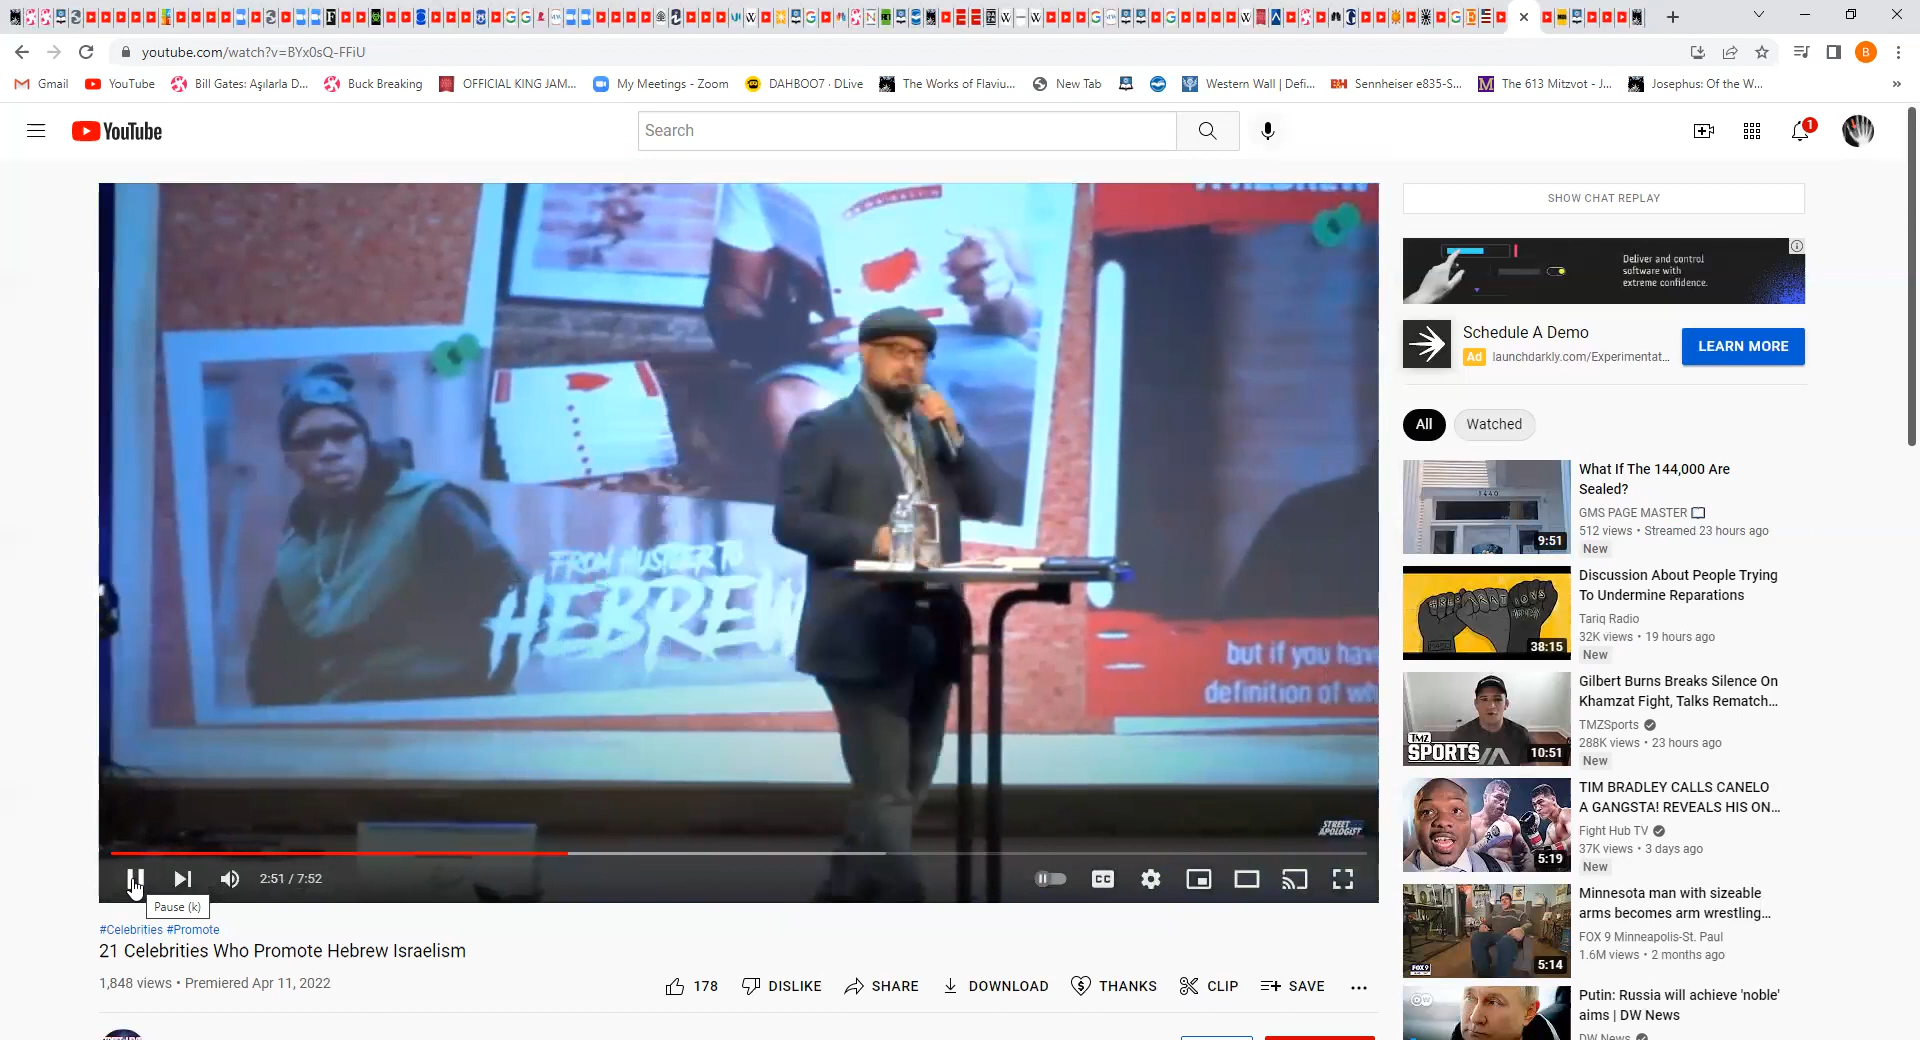 youtube.com/watch?v=BYx0sQ-FFiU
B
Gmail
YouTube
Bill Gates: Aşılarla D...
Buck Breaking
OFFICIAL KING JAM...
My Meetings - Zoom
DAHBOO7 · DLive
The Works of Flaviu...
New Tab
Western Wall | Defi...
Sennheiser e835-S...
The 613 Mitzvot - J...
Josephus: Of the W...
YouTube
Search
1
SHOW CHAT REPLAY
Deliver and control
software with
extreme confidence.
Schedule A Demo
Ad launchdarkly.com/Experimentat...
LEARN MORE
All
Watched
FROM HUSTLER TO
HEBREW
but if you hav
definition of wh
STREET
APOLOGIST
2:51 / 7:52
CC
Pause (k)
#Celebrities #Promote
21 Celebrities Who Promote Hebrew Israelism
1,848 views • Premiered Apr 11, 2022
178
DISLIKE
SHARE
DOWNLOAD
THANKS
CLIP
SAVE
9:51
What If The 144,000 Are
Sealed?
GMS PAGE MASTER
512 views • Streamed 23 hours ago
New
38:15
Discussion About People Trying
To Undermine Reparations
Tariq Radio
32K views • 19 hours ago
New
TMZ
SPORTS
10:51
Gilbert Burns Breaks Silence On
Khamzat Fight, Talks Rematch...
TMZSports
288K views • 23 hours ago
New
5:19
TIM BRADLEY CALLS CANELO
A GANGSTA! REVEALS HIS ON...
Fight Hub TV
37K views • 3 days ago
New
FOX 9
5:14
Minnesota man with sizeable
arms becomes arm wrestling...
FOX 9 Minneapolis-St. Paul
1.6M views • 2 months ago
Putin: Russia will achieve 'noble'
aims | DW News
DW News